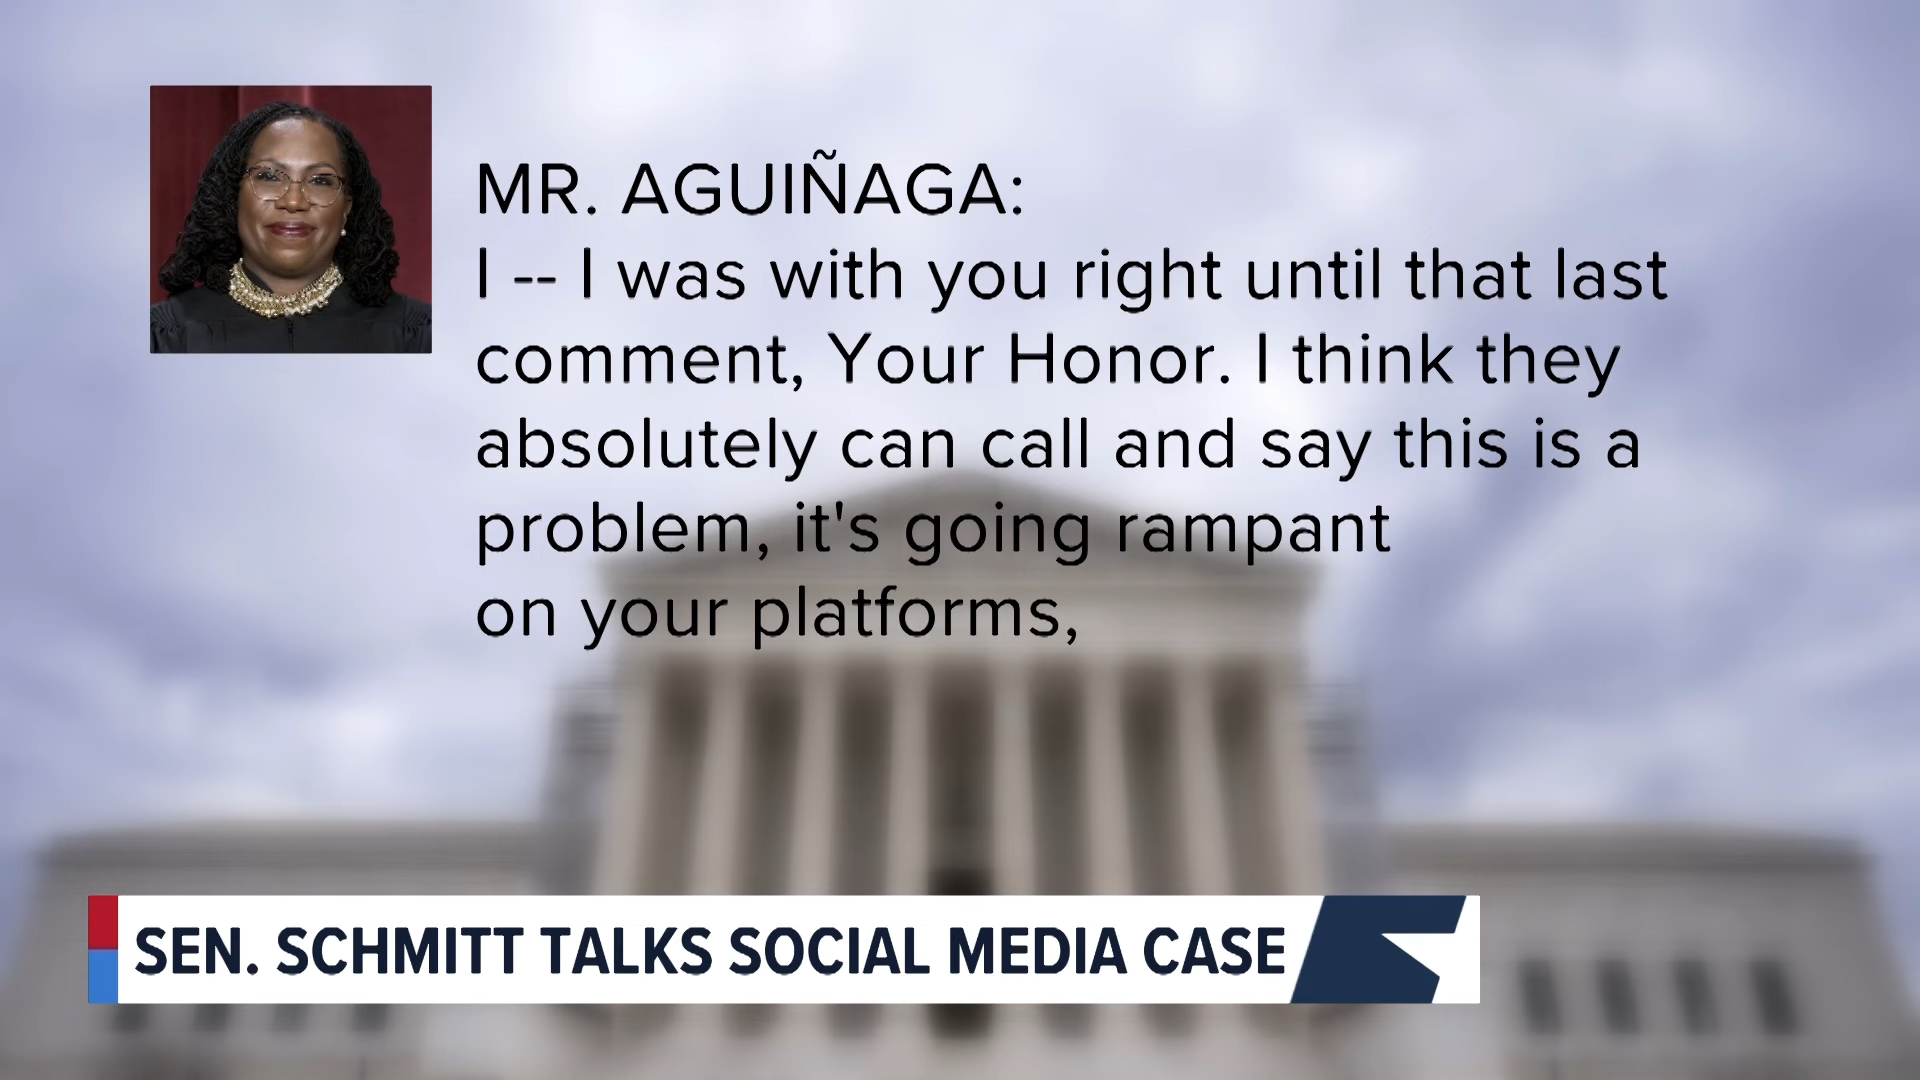 MR. AGUIÑAGA:
I -- I was with you right until that last
comment, Your Honor. I think they
absolutely can call and say this is a
problem, it's going rampant
on your platforms,
SEN. SCHMITT TALKS SOCIAL MEDIA CASE